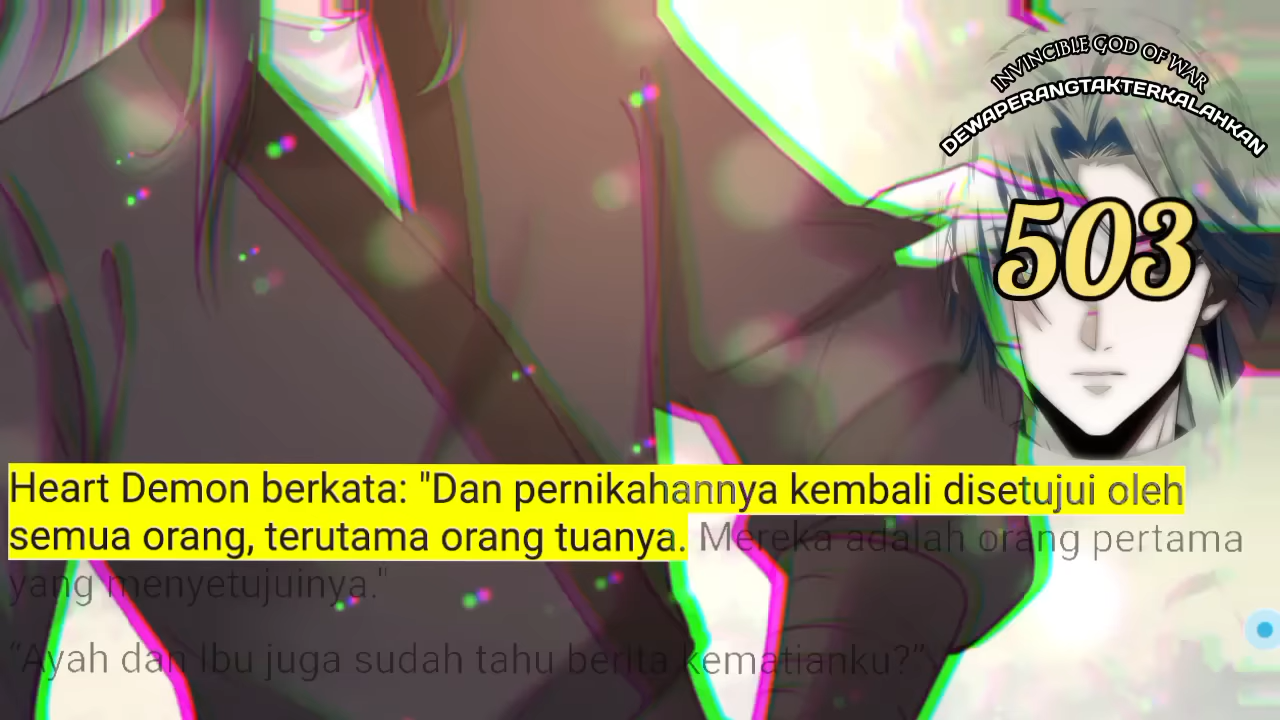 INVINCIBLE GOD OF WAR
DEWAPERANGTAKTERKALAHKAN
503
Heart Demon berkata: "Dan pernikahannya kembali disetujui oleh
semua orang, terutama orang tuanya. Mereka adalah orang pertama
yang menyetujuinya."
“Ayah dan Ibu juga sudah tahu berita kematianku?”